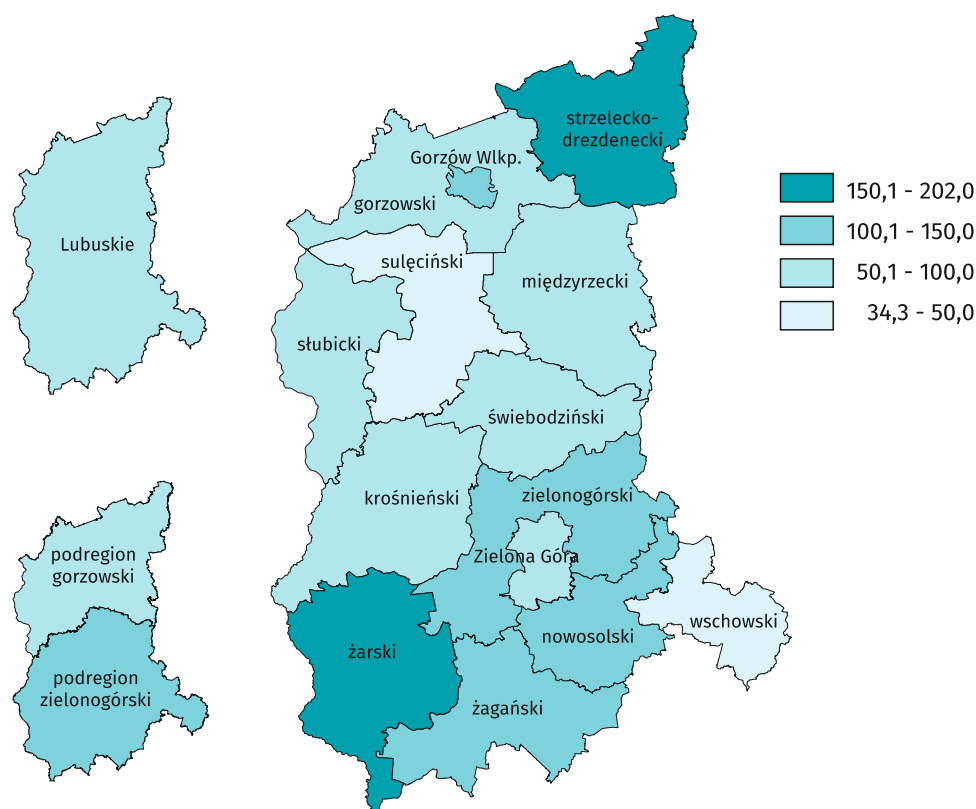 strzelecko-
drezdenecki
Gorzów Wlkp.
gorzowski
150,1 - 202,0
100,1 - 150,0
50,1 - 100,0
34,3 - 50,0
Lubuskie
sulęciński
międzyrzecki
słubicki
świebodziński
krośnieński
zielonogórski
Zielona Góra
podregion
gorzowski
nowosolski
wschowski
żarski
podregion
zielonogórski
żagański